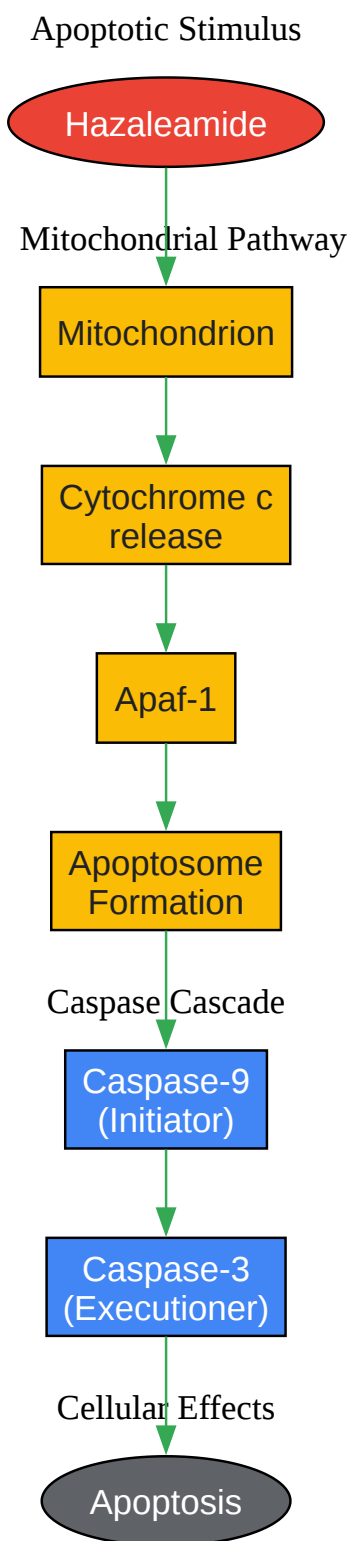 Apoptotic Stimulus
Hazaleamide
Mitochondrial Pathway
Mitochondrion
Cytochrome c
release
Apaf-1
Apoptosome
Formation
Caspase Cascade
Caspase-9
(Initiator)
Caspase-3
(Executioner)
Cellular Effects
Apoptosis